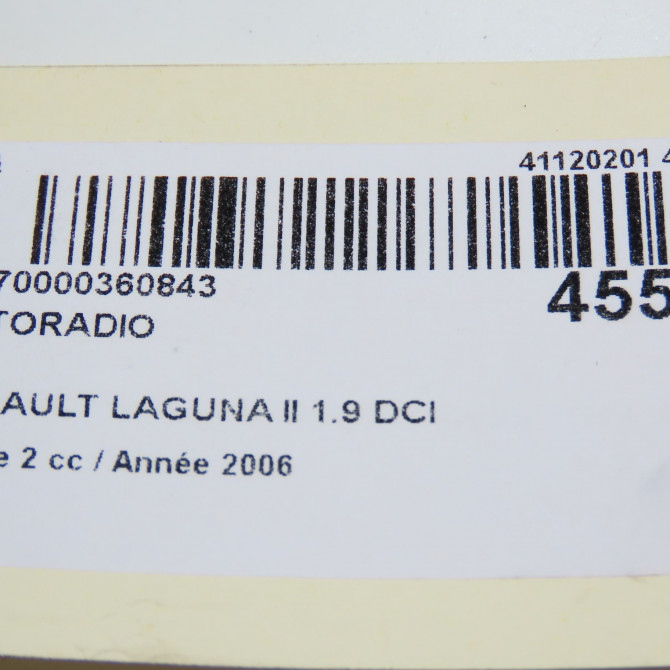 41120201 4
70000360843
455
TORADIO
AULT LAGUNA II 1.9 DCI
e 2 cc / Année 2006